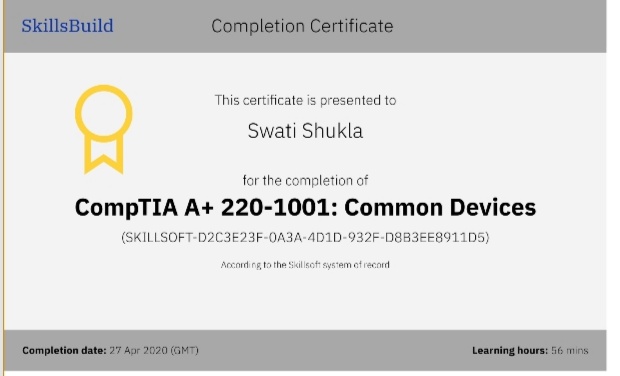 SkillsBuild
Completion Certificate
This certificate is presented to
Swati Shukla
for the completion of
CompTIA A+ 220-1001: Common Devices
(SKILLSOFT-D2C3E23F-0A3A-4D1D-932F-D8B3EE8911D5)
According to the Skillsoft system of record
Completion date: 27 Apr 2020 (GMT)
Learning hours: 56 mins